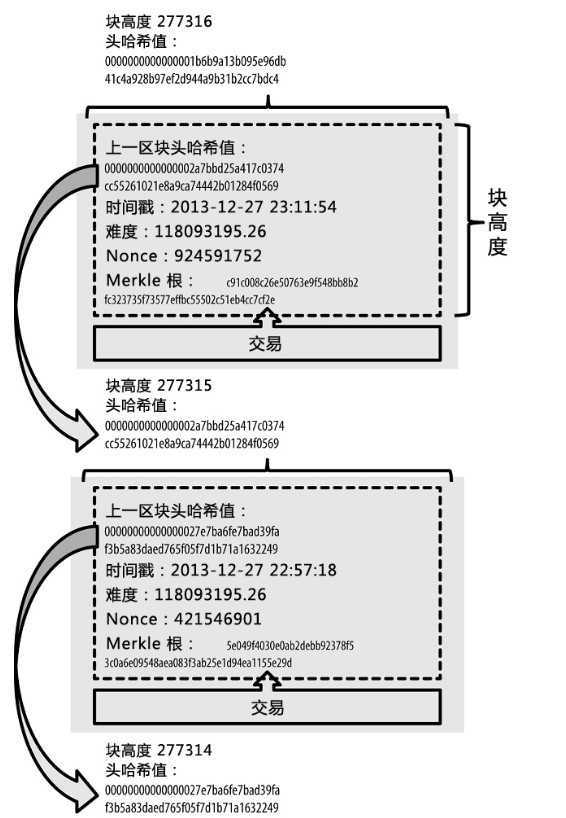 块高度 277316
头哈希值：
0000000000000001b6b9a13b095e96db
41c4a928b97ef2d944a9b31b2cc7bdc4
上一区块头哈希值：
0000000000000002a7bbd25a417c0374
cc55261021e8a9ca74442b01284f0569
时间戳：2013-12-27 23:11:54
难度：118093195.26
Nonce：924591752
Merkle 根： c91c008c26e50763e9f548bb8b2
fc323735f73577effbc55502c51eb4cc7cf2e
交易
块高度
块高度 277315
头哈希值：
0000000000000002a7bbd25a417c0374
cc55261021e8a9ca74442b01284f0569
上一区块头哈希值：
00000000000000027e7ba6fe7bad39fa
f3b5a83daed765f05f7d1b71a1632249
时间戳：2013-12-27 22:57:18
难度：118093195.26
Nonce：421546901
Merkle 根： 5e049f4030e0ab2debb92378f5
3c0a6e09548aea083f3ab25e1d94ea1155e29d
交易
块高度 277314
头哈希值：
00000000000000027e7ba6fe7bad39fa
f3b5a83daed765f05f7d1b71a1632249